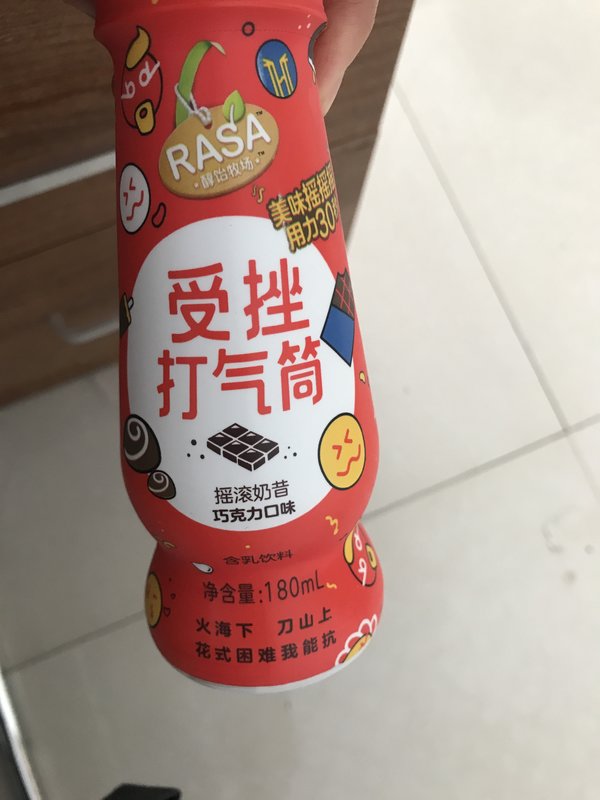 RASA
醇饴牧场
美味摇摇
用力30
受挫
打气筒
摇滚奶昔
巧克力口味
含乳饮料
净含量:180mL
火海下 刀山上
花式困难我能抗